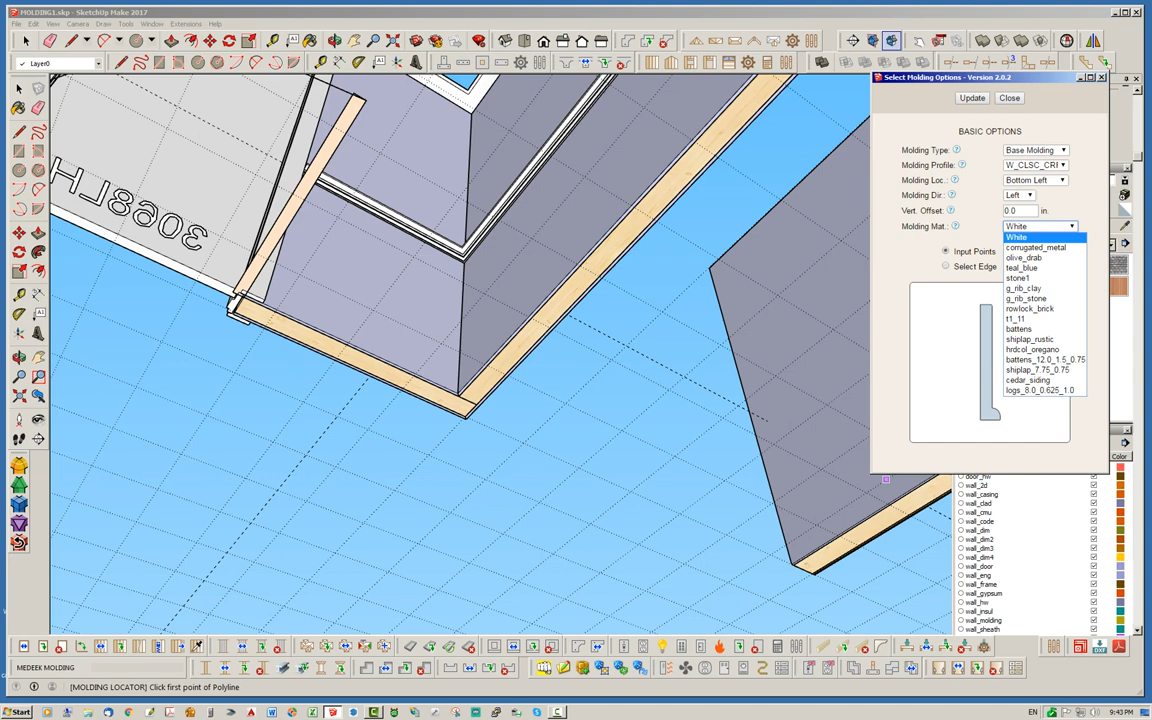 MOLDING1.skp - SketchUp Make 2017
File Edit View Camera Draw Tools Window Extensions Help
Layer0
3068LH
Select Molding Options - Version 2.0.2
Update Close
BASIC OPTIONS
Molding Type: Base Molding
Molding Profile: W_CLSC_CRI
Molding Loc.: Bottom Left
Molding Dir.: Left
Vert. Offset: 0.0 in.
Molding Mat.: White
White
corrugated_metal
olive_drab
teal_blue
stone1
g_rib_clay
g_rib_stone
rowlock_brick
t1_11
battens
shiplap_rustic
hrdcol_oregano
battens_12.0_1.5_0.75
shiplap_7.75_0.75
cedar_siding
logs_8.0_0.625_1.0
Input Points
Select Edge
Color
door_hw
wall_2d
wall_casing
wall_clad
wall_cmu
wall_code
wall_dim
wall_dim2
wall_dim3
wall_dim4
wall_door
wall_eng
wall_frame
wall_gypsum
wall_hw
wall_insul
wall_molding
wall_sheath
MEDEEK MOLDING
[MOLDING LOCATOR] Click first point of Polyline
Start
EN
9:43 PM